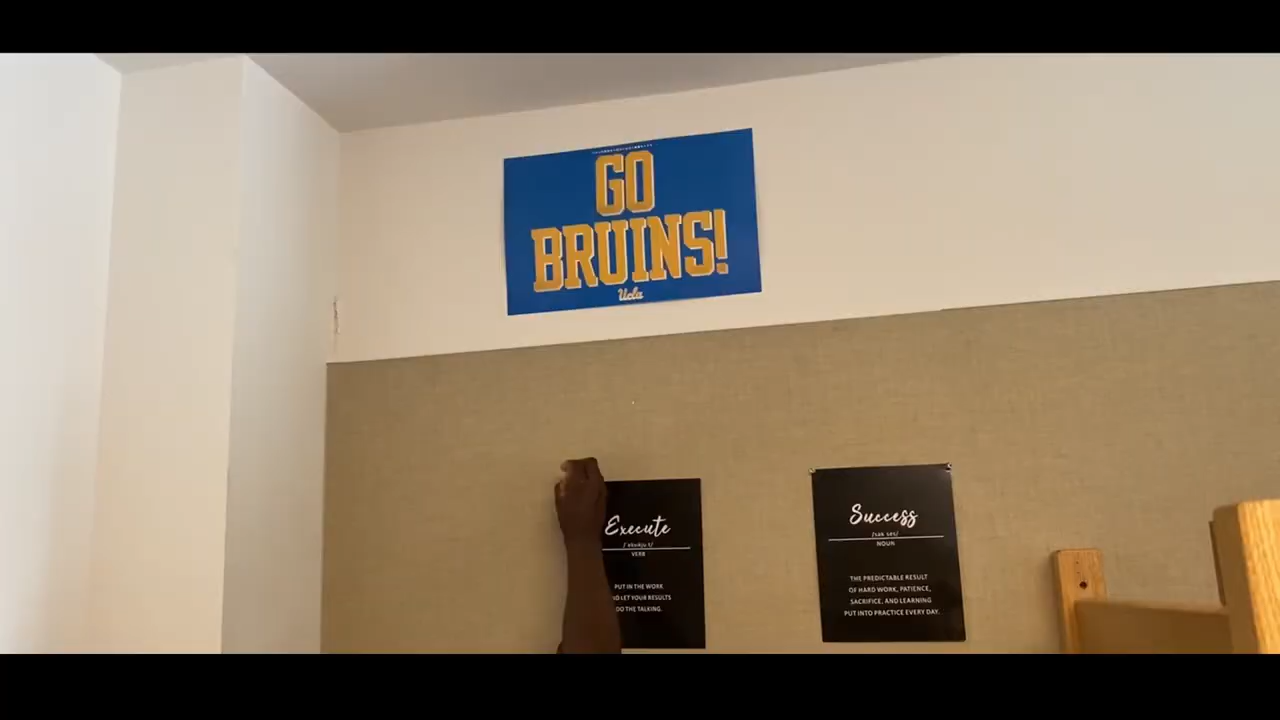 GO
BRUINS!
Ucla
Execute
VERB
PUT IN THE WORK
LET YOUR RESULTS
DO THE TALKING.
Success
NOUN
THE PREDICTABLE RESULT
OF HARD WORK, PATIENCE,
SACRIFICE, AND LEARNING
PUT INTO PRACTICE EVERY DAY.